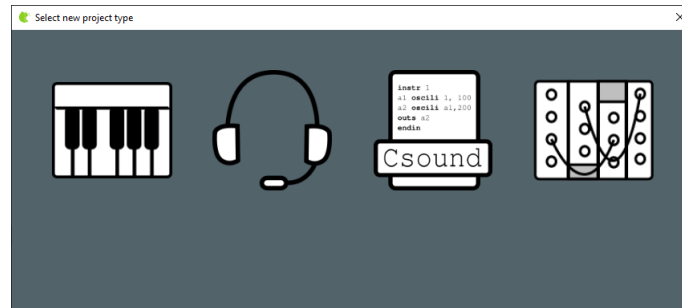 Select new project type
instr 1
a1 oscili 1, 100
a2 oscili a1,200
outs a2
endin
Csound